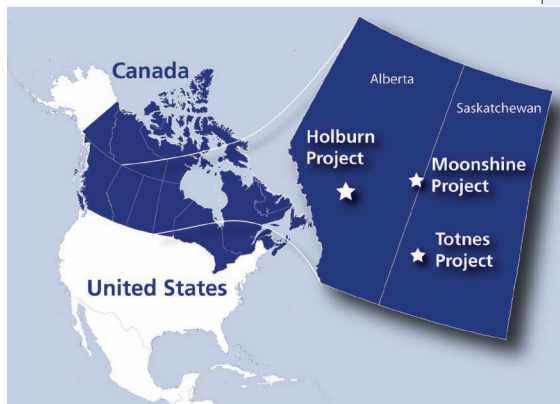 Canada
United States
Alberta
Saskatchewan
Holburn
Project
Moonshine
Project
Totnes
Project